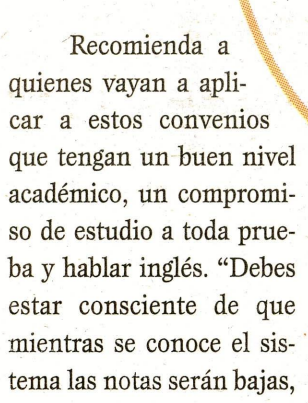 Recomienda a
quienes vayan a apli-
car a estos convenios
que tengan un buen nivel
académico, un compromi-
so de estudio a toda prue-
ba y hablar inglés. “Debes
estar consciente de que
mientras se conoce el sis-
tema las notas serán bajas,